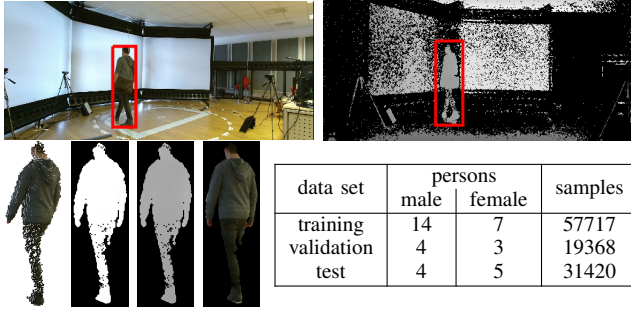 data set persons samples
male female
training 14 7 57717
validation 4 3 19368
test 4 5 31420